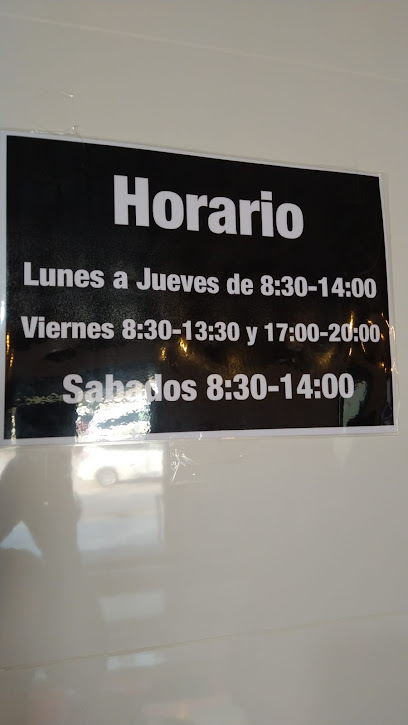 Horario
Lunes a Jueves de 8:30-14:00
Viernes 8:30-13:30 y 17:00-20:00
Sabados 8:30-14:00